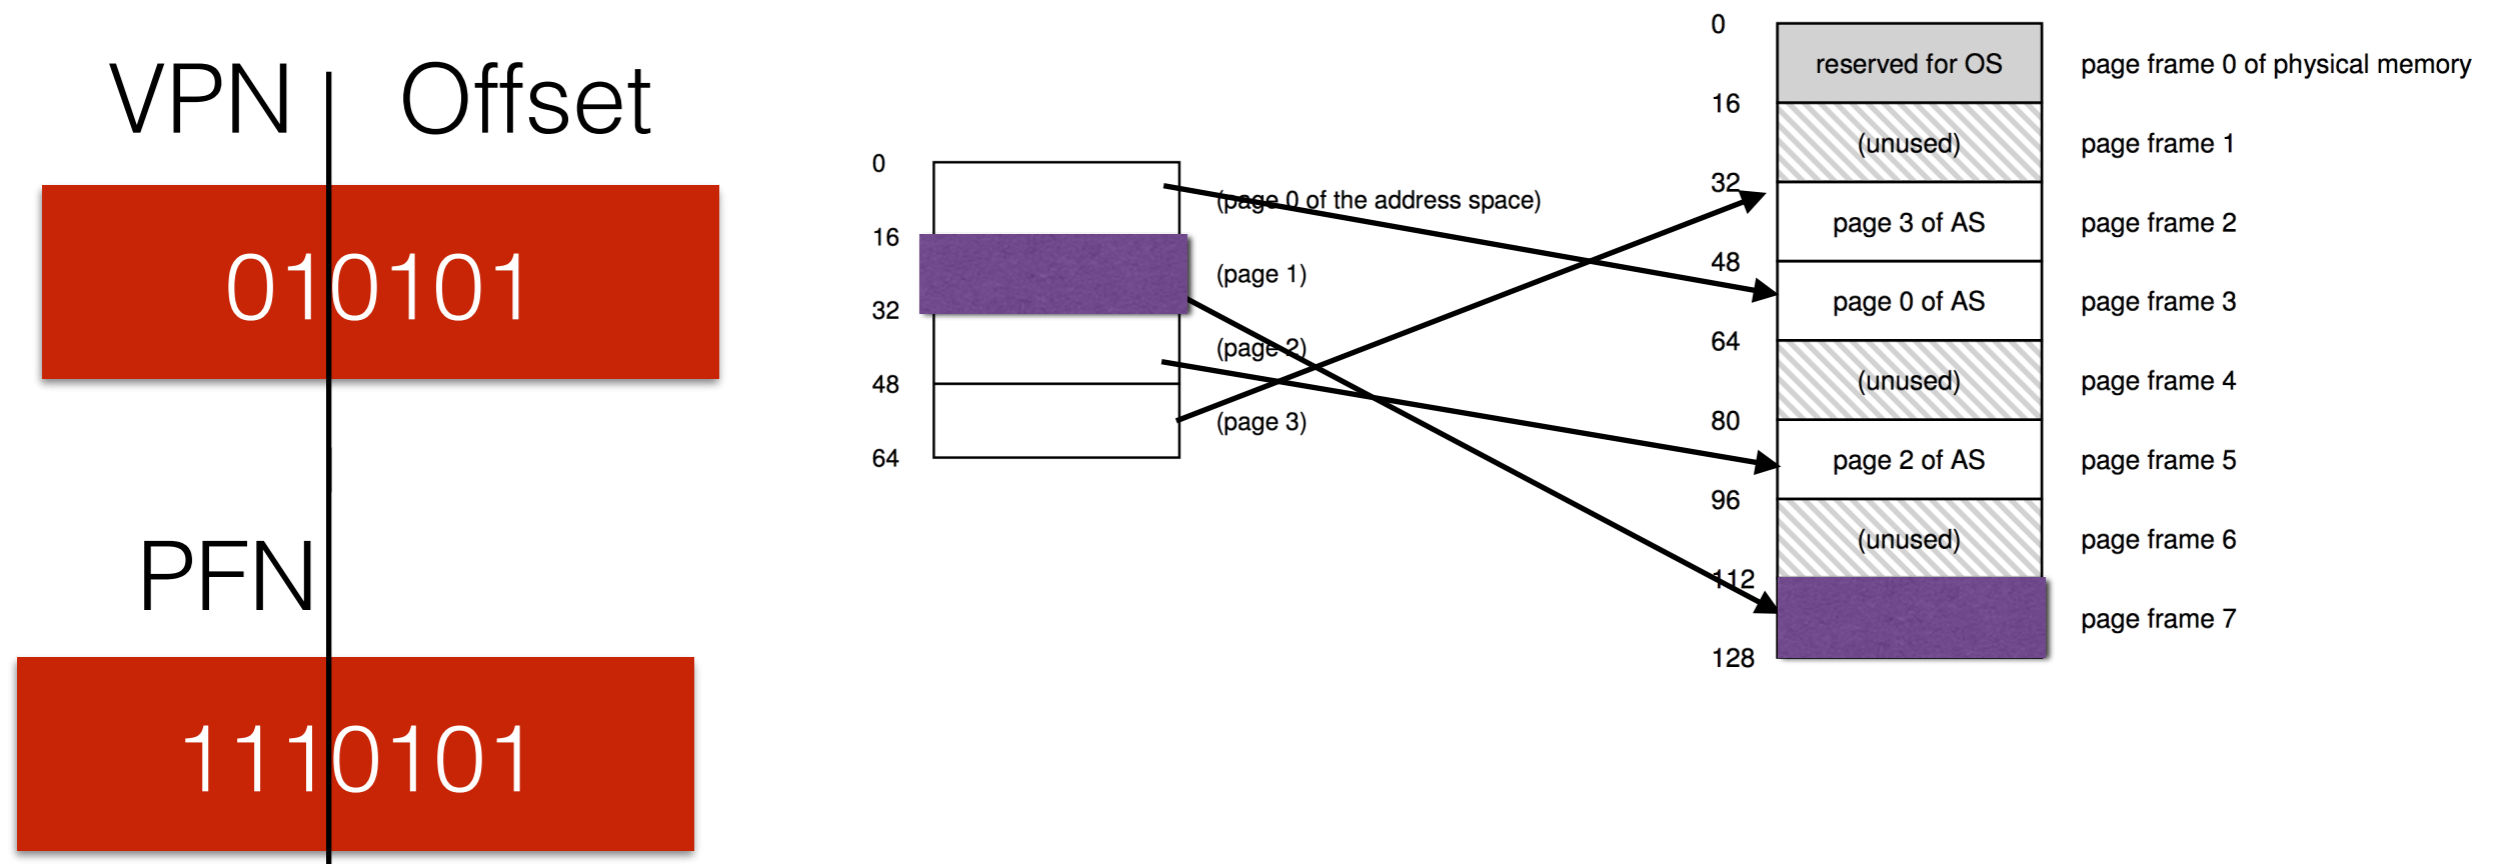 VPN Offset
010101
PFN
1110101
0
(page 0 of the address space)
16
(page 1)
32
(page 2)
48
(page 3)
64
0
reserved for OS page frame 0 of physical memory
16
(unused) page frame 1
32
page 3 of AS page frame 2
48
page 0 of AS page frame 3
64
(unused) page frame 4
80
page 2 of AS page frame 5
96
(unused) page frame 6
112
page frame 7
128